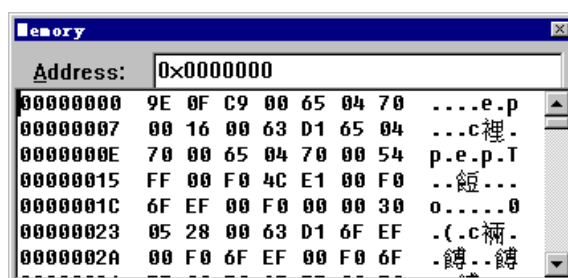 Memory
Address: 0x0000000
00000000 9E 0F C9 00 65 04 70 ....e.p
00000007 00 16 00 63 D1 65 04 ...c裡.
0000000E 70 00 65 04 70 00 54 p.e.p.T
00000015 FF 00 F0 4C E1 00 F0 ..餖...
0000001C 6F EF 00 F0 00 00 30 o.....0
00000023 05 28 00 63 D1 6F EF .(.c裲.
0000002A 00 F0 6F EF 00 F0 6F .餺..餺